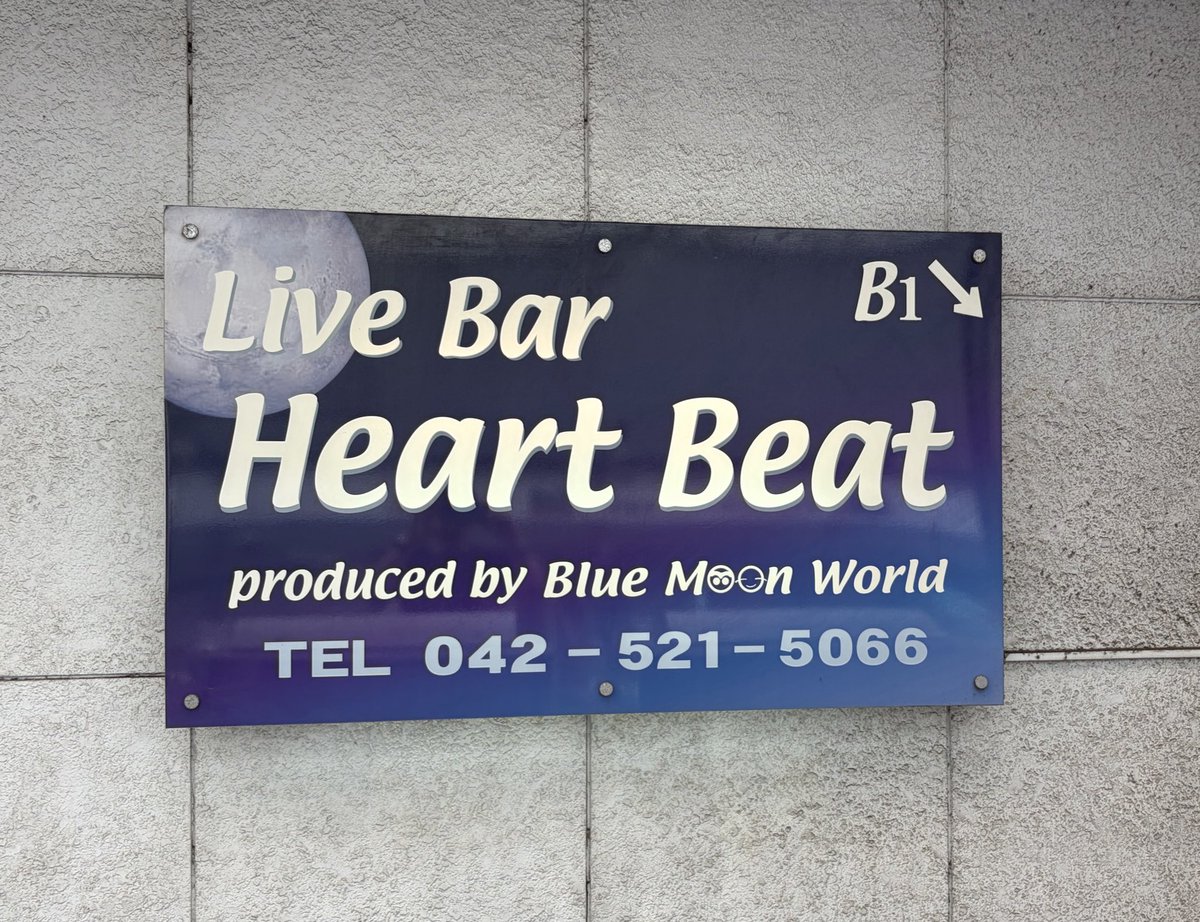 Live Bar
B1
Heart Beat
produced by Blue Moon World
TEL 042-521-5066